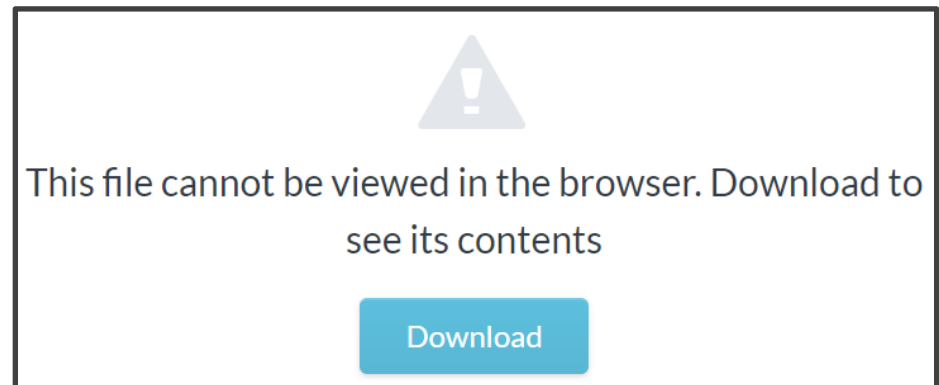 This file cannot be viewed in the browser. Download to
see its contents
Download